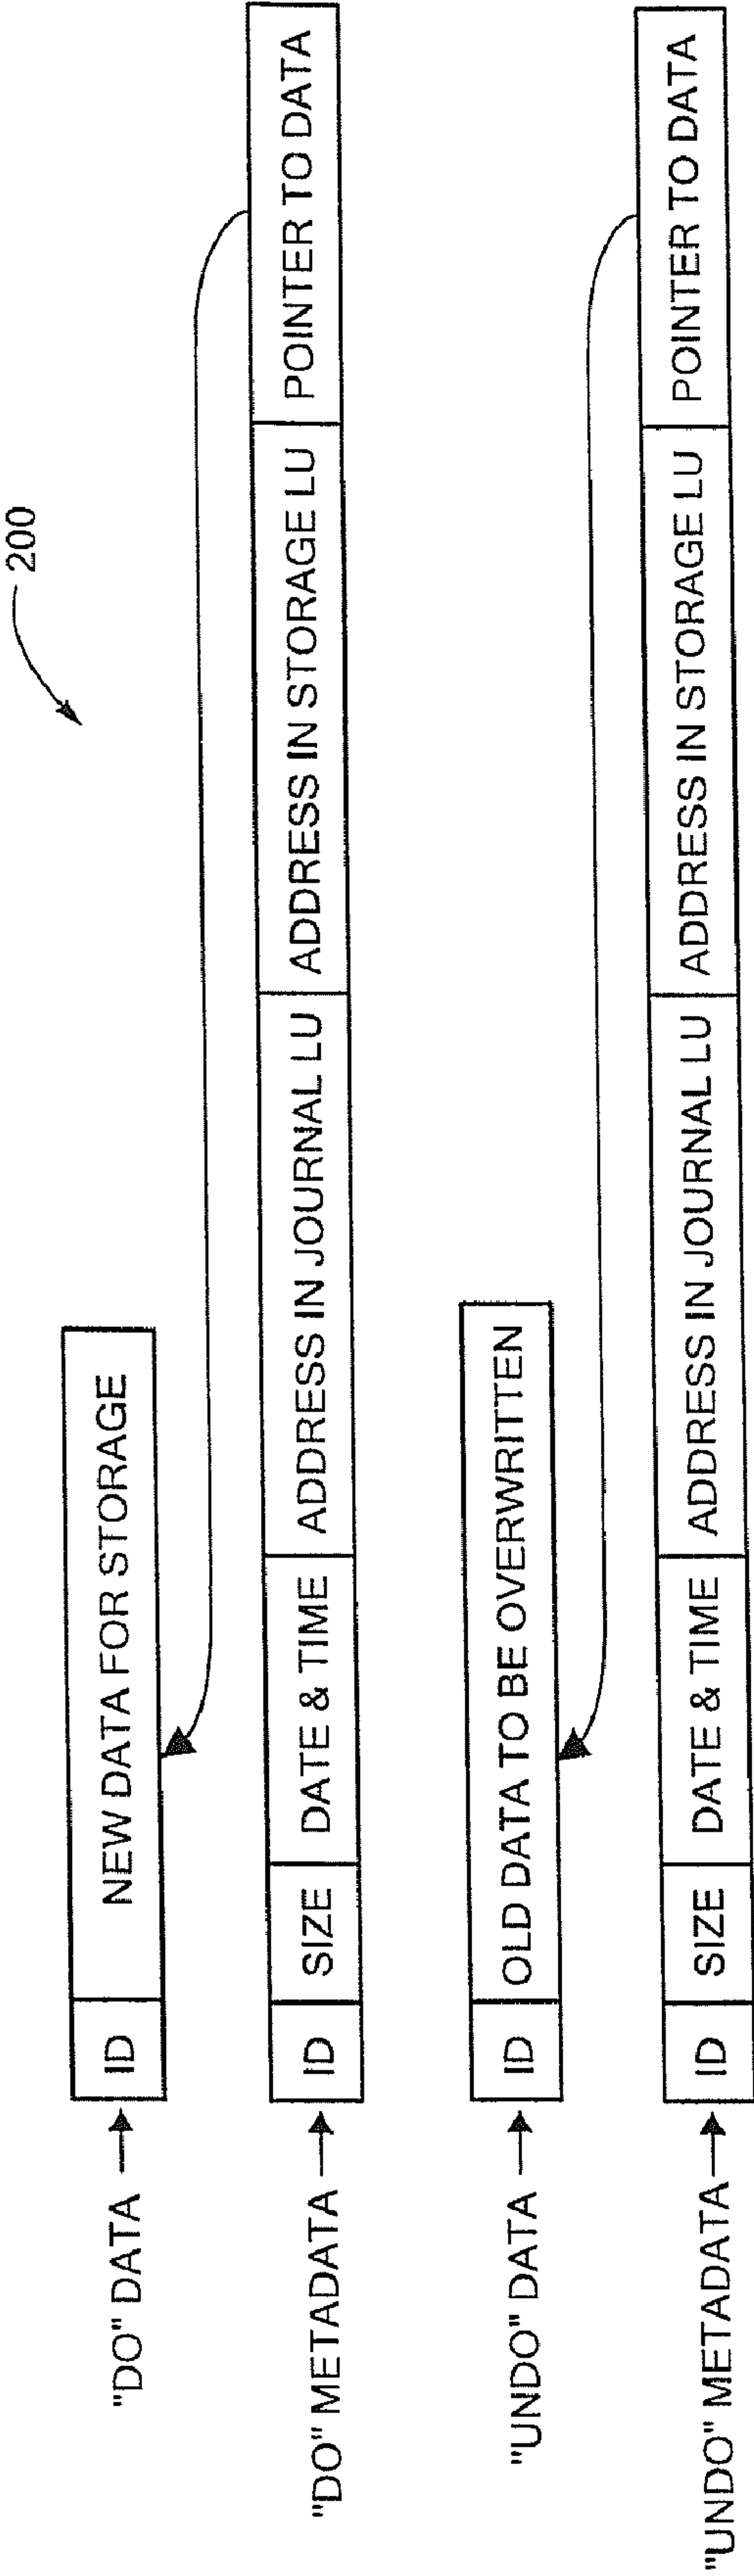 200
"DO" DATA ID NEW DATA FOR STORAGE
"DO" METADATA ID SIZE DATE & TIME ADDRESS IN JOURNAL LU ADDRESS IN STORAGE LU POINTER TO DATA
"UNDO" DATA ID OLD DATA TO BE OVERWRITTEN
"UNDO" METADATA ID SIZE DATE & TIME ADDRESS IN JOURNAL LU ADDRESS IN STORAGE LU POINTER TO DATA